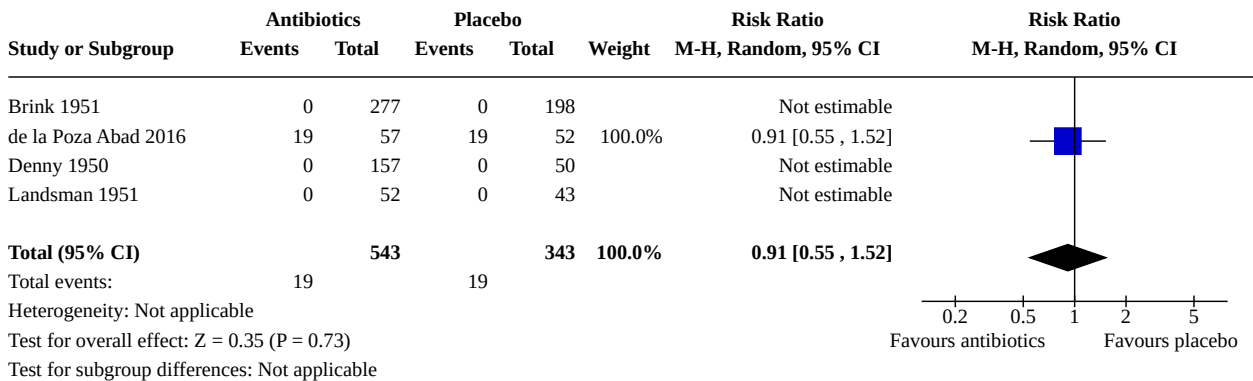 Antibiotics Placebo Risk Ratio Risk Ratio
Study or Subgroup Events Total Events Total Weight M-H, Random, 95% CI M-H, Random, 95% CI
Brink 1951 0 277 0 198 Not estimable
de la Poza Abad 2016 19 57 19 52 100.0% 0.91 [0.55 , 1.52]
Denny 1950 0 157 0 50 Not estimable
Landsman 1951 0 52 0 43 Not estimable
Total (95% CI) 543 343 100.0% 0.91 [0.55 , 1.52]
Total events: 19 19
Heterogeneity: Not applicable
0.2 0.5 1 2 5
Test for overall effect: Z = 0.35 (P = 0.73) Favours antibiotics Favours placebo
Test for subgroup differences: Not applicable